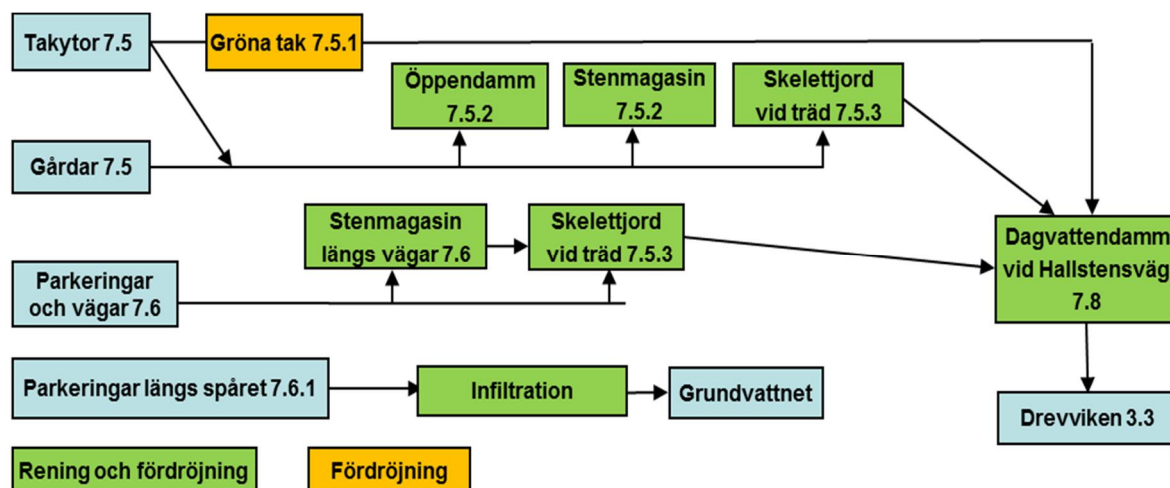 Takytor 7.5
Gröna tak 7.5.1
Öppendamm
7.5.2
Stenmagasin
7.5.2
Skelettjord
vid träd 7.5.3
Gårdar 7.5
Stenmagasin
längs vägar 7.6
Skelettjord
vid träd 7.5.3
Dagvattendamm
vid Hallstensväg
7.8
Parkeringar
och vägar 7.6
Parkeringar längs spåret 7.6.1
Infiltration
Grundvattnet
Drevviken 3.3
Rening och fördröjning
Fördröjning